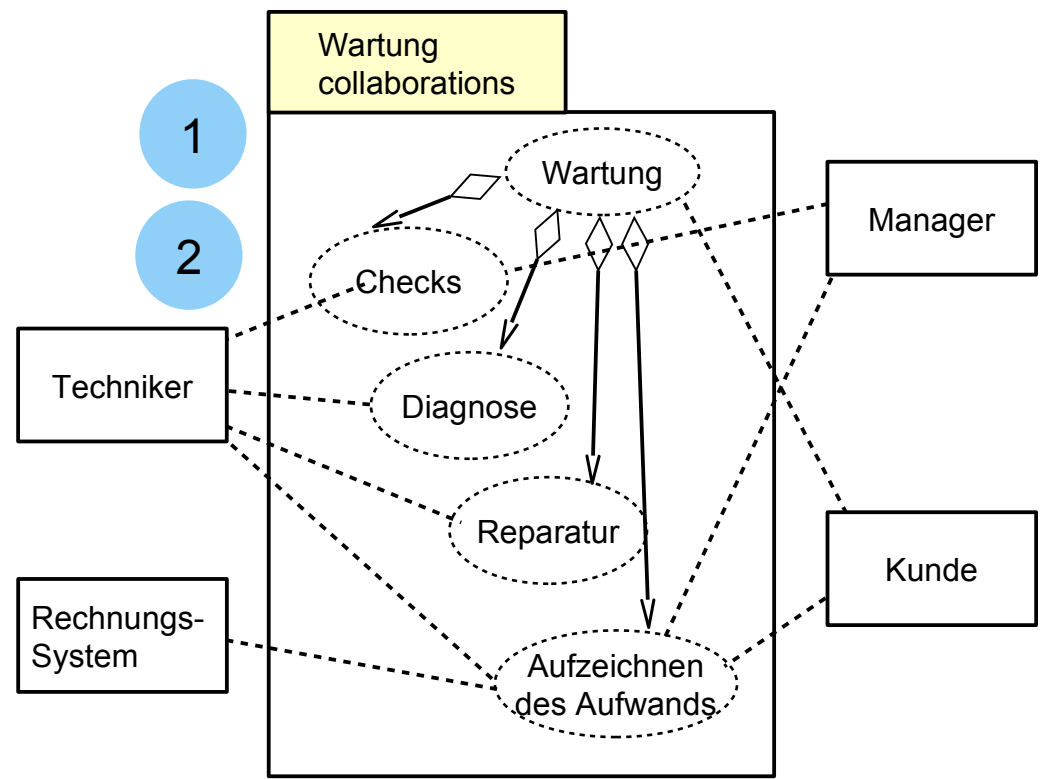 Wartung
collaborations
1
2
Wartung
Manager
Checks
Techniker
Diagnose
Reparatur
Kunde
Rechnungs-
System
Aufzeichnen
des Aufwands